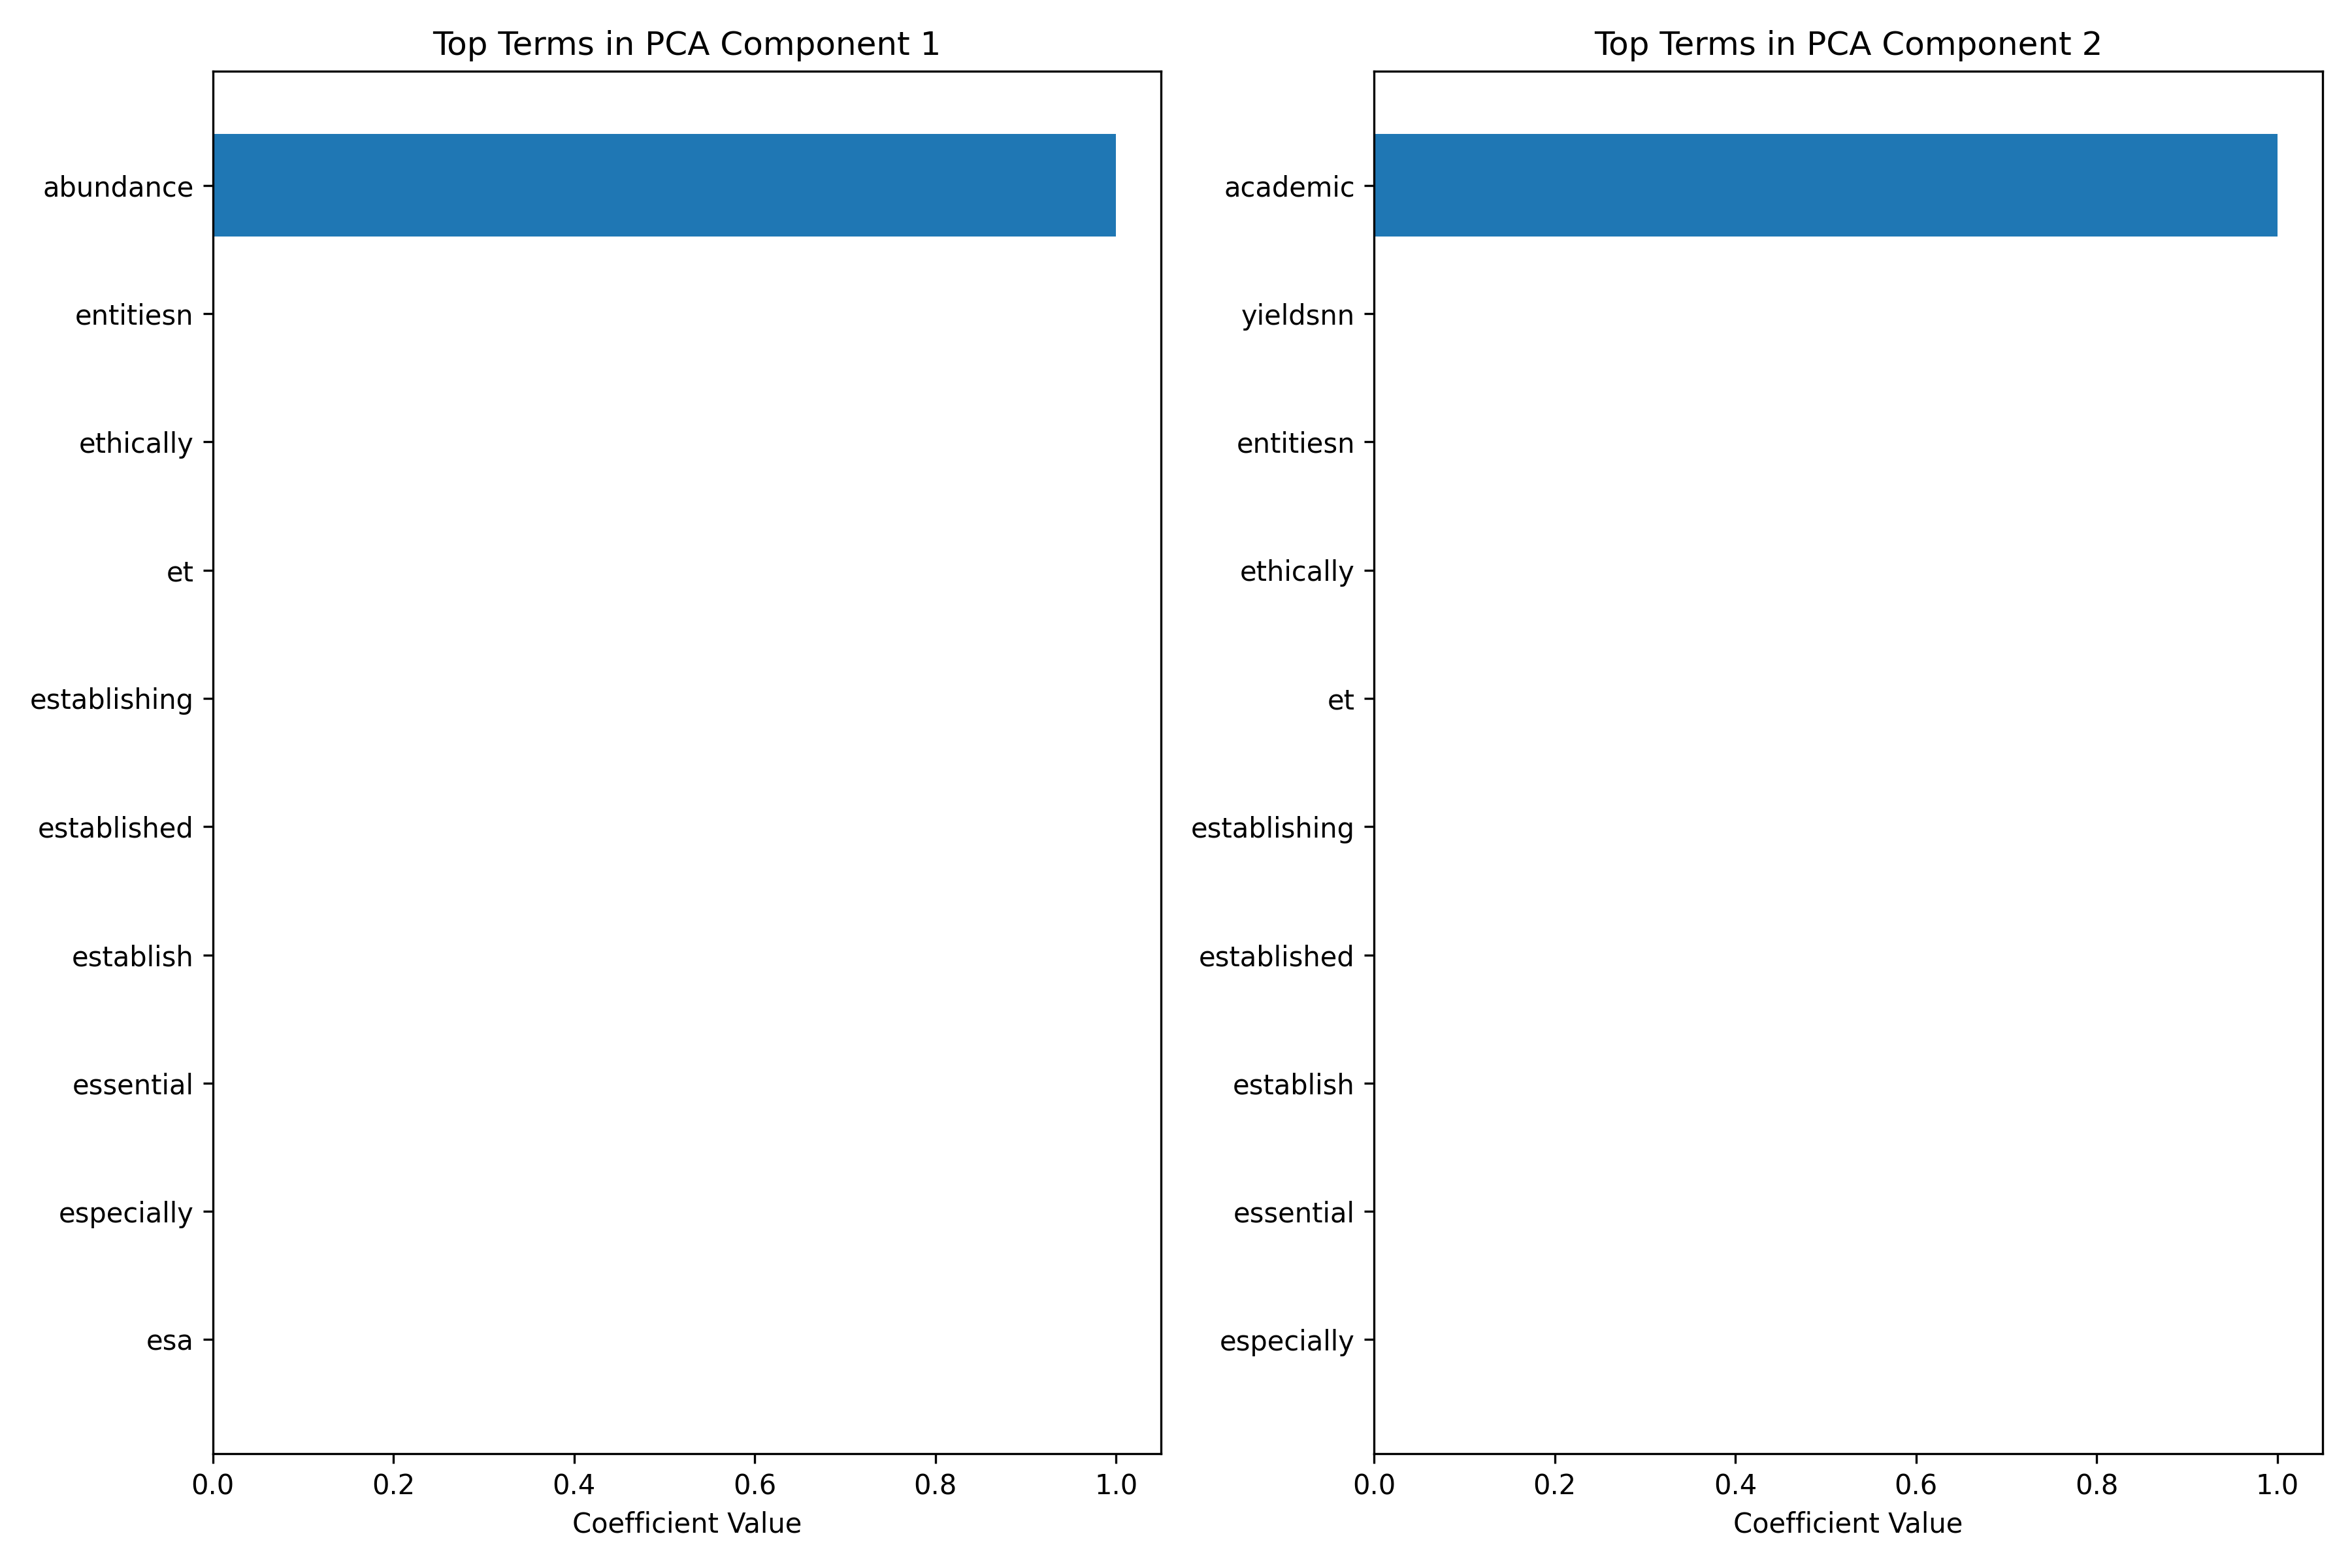 Top Terms in PCA Component 1
abundance
entitiesn
ethically
et
establishing
established
establish
essential
especially
esa
0.0 0.2 0.4 0.6 0.8 1.0
Coefficient Value
Top Terms in PCA Component 2
academic
yieldsnn
entitiesn
ethically
et
establishing
established
establish
essential
especially
0.0 0.2 0.4 0.6 0.8 1.0
Coefficient Value